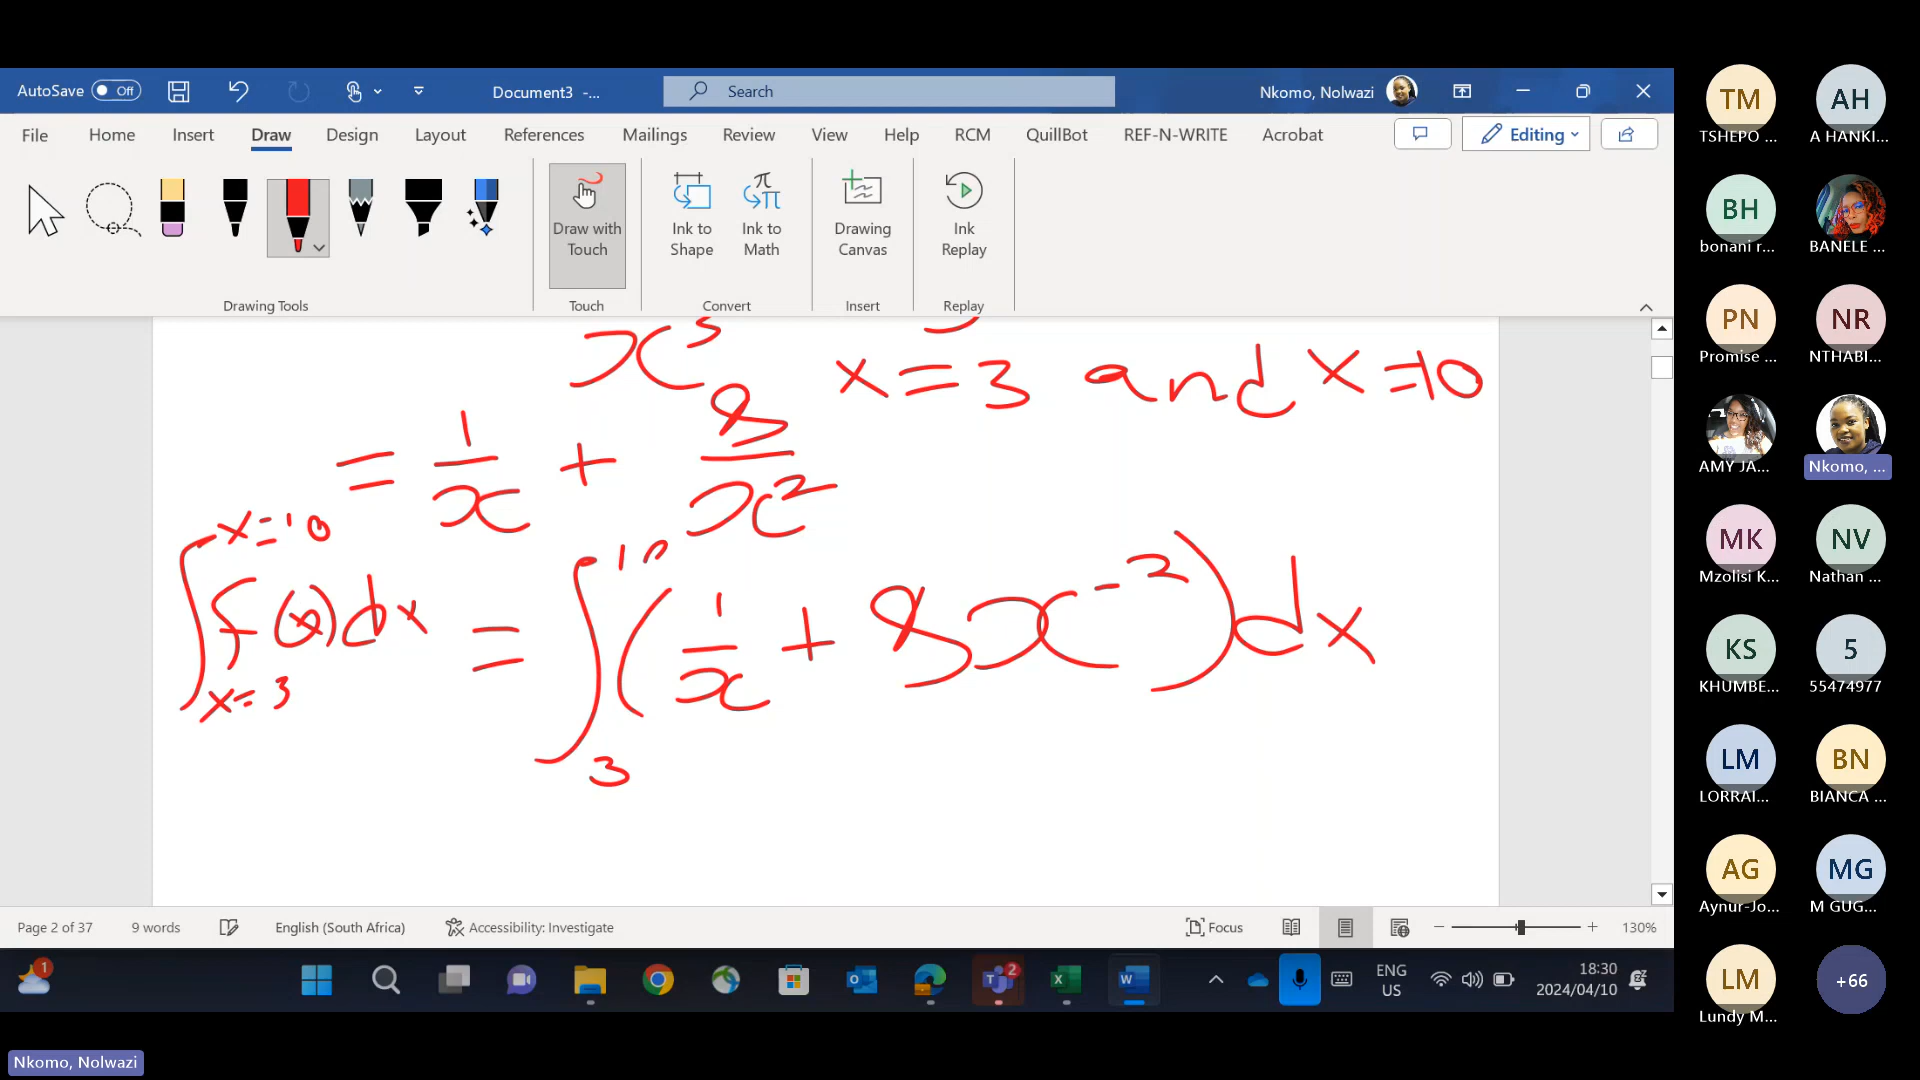 AutoSave Off Document3 -... Search Nkomo, Nolwazi
File Home Insert Draw Design Layout References Mailings Review View Help RCM QuillBot REF-N-WRITE Acrobat Editing
Draw with Touch Ink to Shape Ink to Math Drawing Canvas Ink Replay
Drawing Tools Touch Convert Insert Replay
x = 3 and x = 10
= 1/x + 8/x²
∫ x=3 x=10 f(x)dx = ∫ 3 10 (1/x + 8x⁻²)dx
Page 2 of 37 9 words English (South Africa) Accessibility: Investigate Focus 130%
1 2 ENG US 18:30 2024/04/10
TM AH
TSHEPO ... A HANKI...
BH
bonani r... BANELE ...
PN NR
Promise ... NTHABI...
AMY JA... Nkomo, ...
MK NV
Mzolisi K... Nathan ...
KS 5
KHUMBE... 55474977
LM BN
LORRAI... BIANCA ...
AG MG
Aynur-Jo... M GUG...
LM +66
Lundy M...
Nkomo, Nolwazi